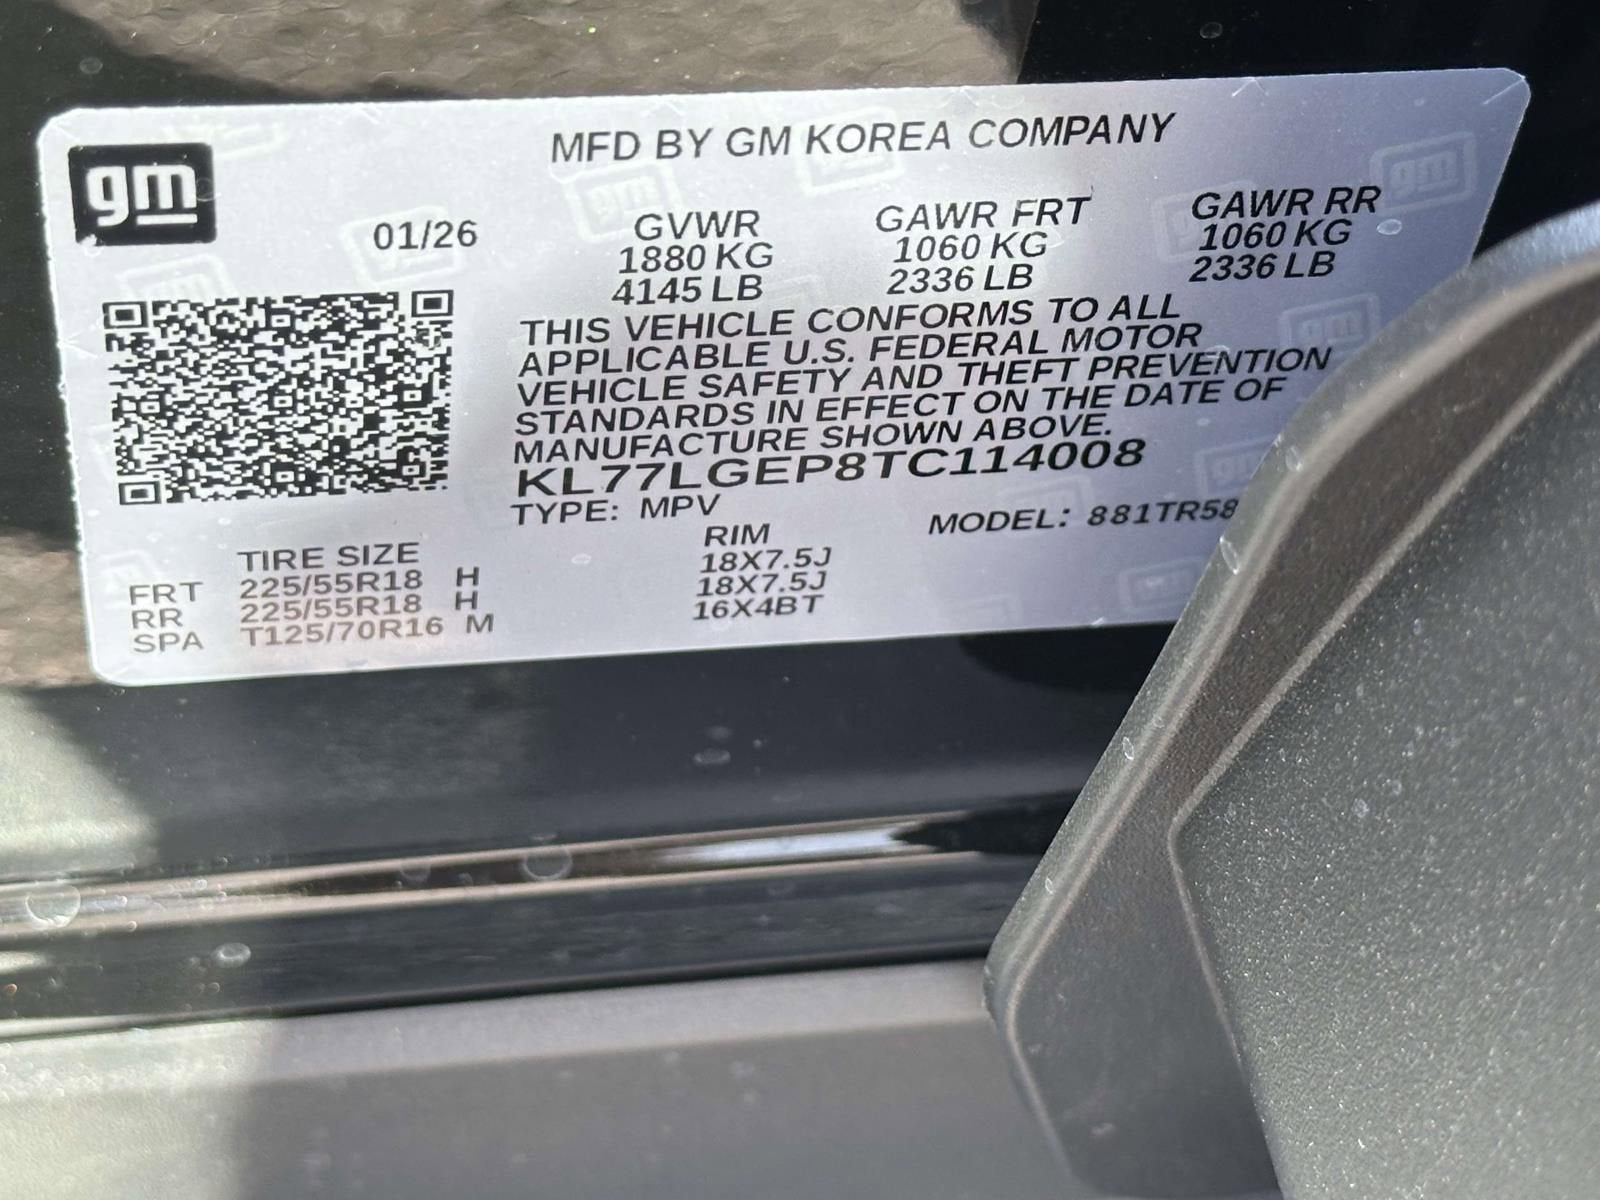 gm
MFD BY GM KOREA COMPANY
01/26
GVWR GAWR FRT GAWR RR
1880 KG 1060 KG 1060 KG
4145 LB 2336 LB 2336 LB
THIS VEHICLE CONFORMS TO ALL
APPLICABLE U.S. FEDERAL MOTOR
VEHICLE SAFETY AND THEFT PREVENTION
STANDARDS IN EFFECT ON THE DATE OF
MANUFACTURE SHOWN ABOVE.
KL77LGEP8TC114008
TYPE: MPV MODEL: 881TR58
TIRE SIZE RIM
FRT 225/55R18 H 18X7.5J
RR 225/55R18 H 18X7.5J
SPA T125/70R16 M 16X4BT